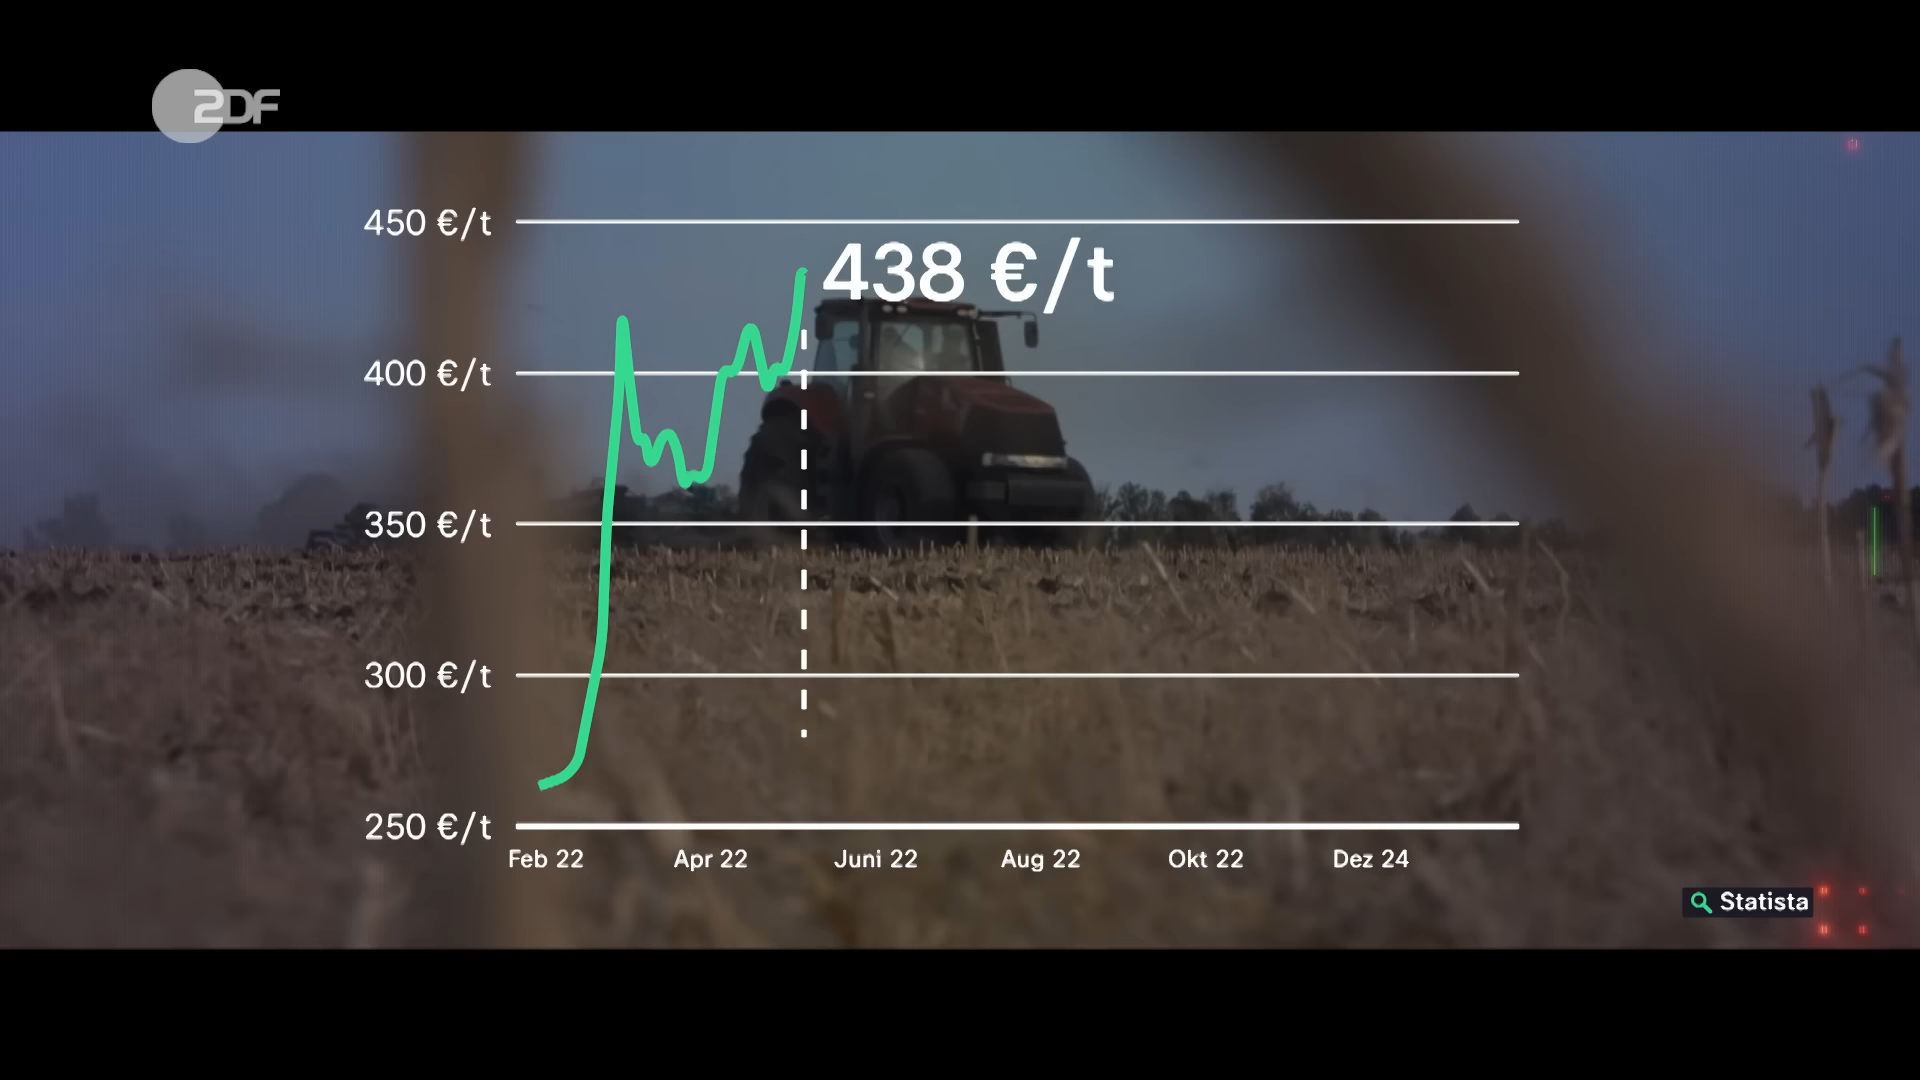 ZDF
450 €/t
438 €/t
400 €/t
350 €/t
300 €/t
250 €/t
Feb 22 Apr 22 Juni 22 Aug 22 Okt 22 Dez 24
Statista